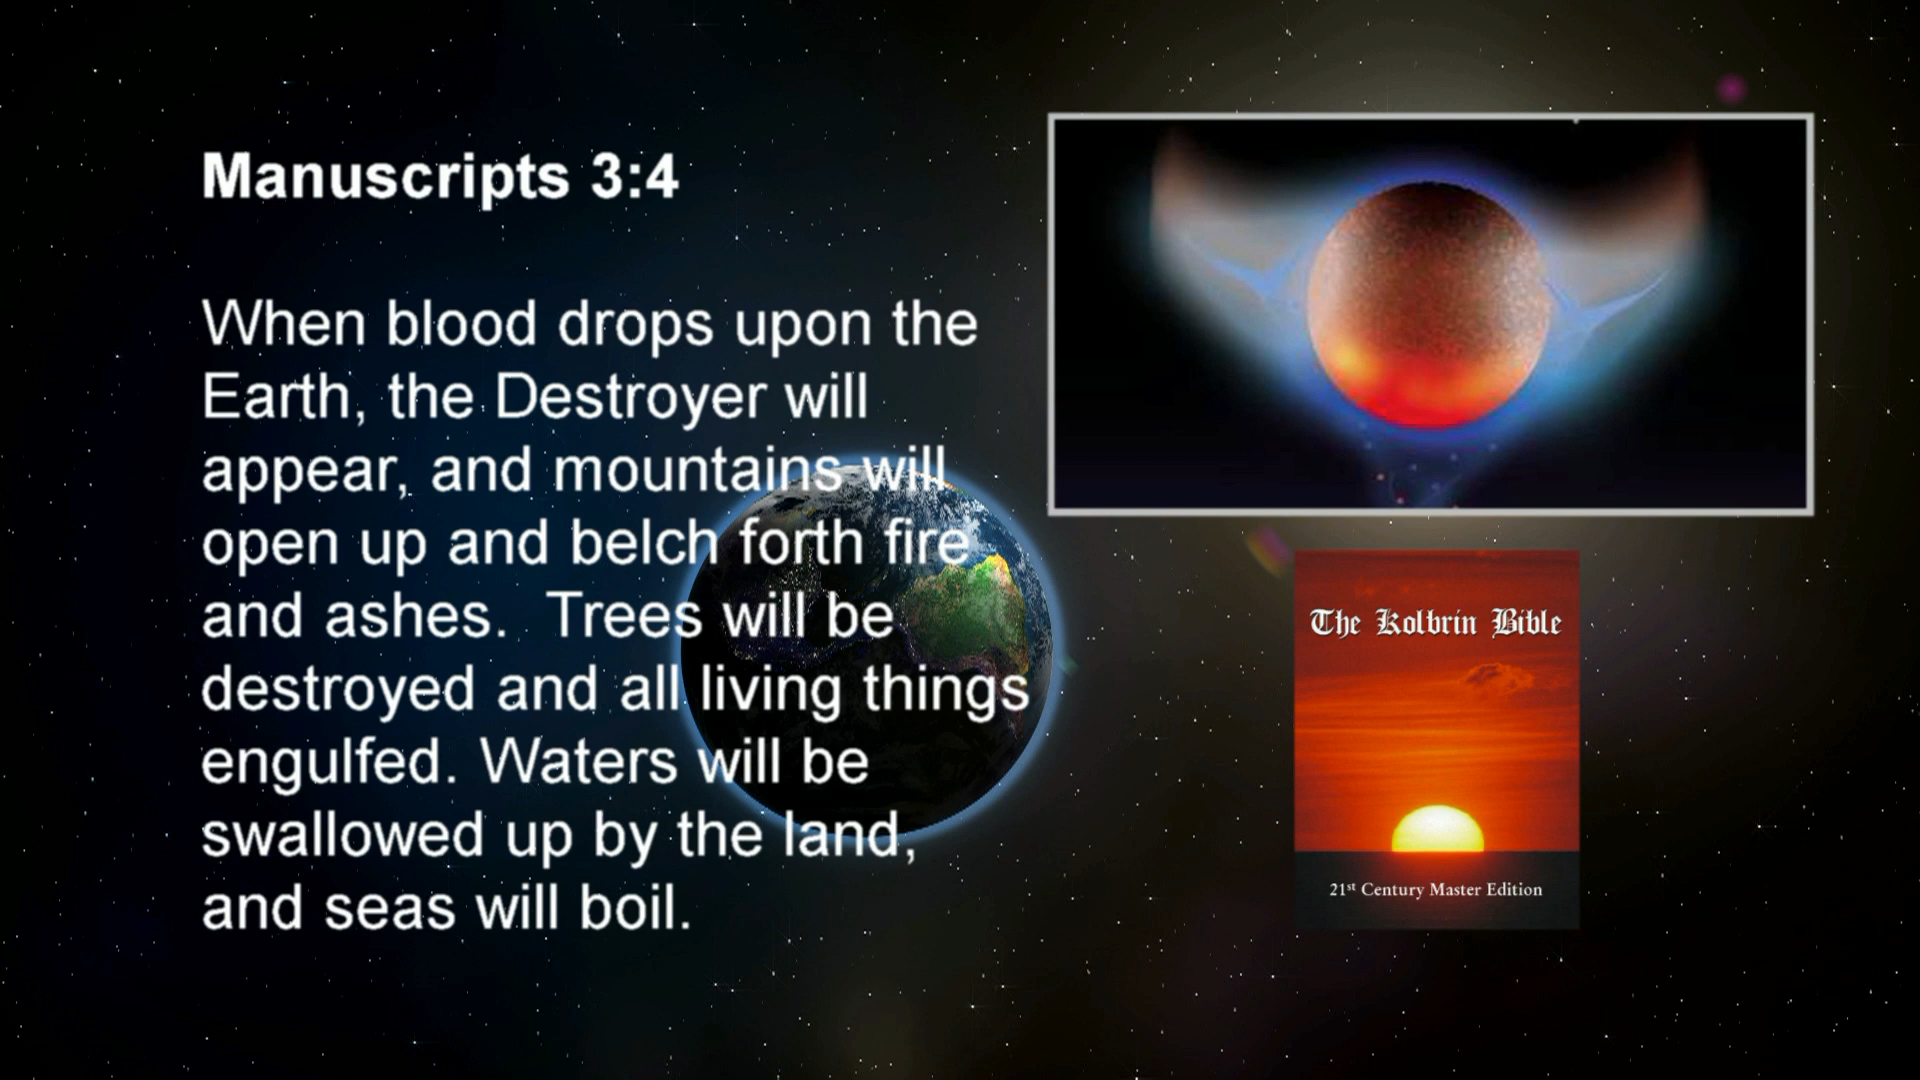 Manuscripts 3:4
When blood drops upon the
Earth, the Destroyer will
appear, and mountains will
open up and belch forth fire
and ashes.  Trees will be
destroyed and all living things
engulfed. Waters will be
swallowed up by the land,
and seas will boil.
The Kolbrin Bible
21st Century Master Edition